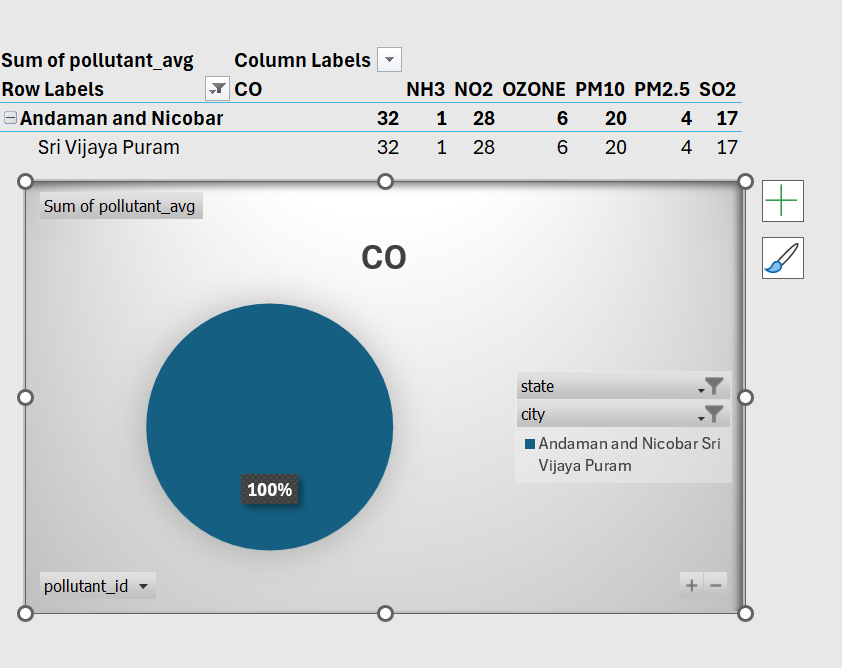 Sum of pollutant_avg Column Labels
Row Labels CO NH3 NO2 OZONE PM10 PM2.5 SO2
Andaman and Nicobar 32 1 28 6 20 4 17
Sri Vijaya Puram 32 1 28 6 20 4 17
Sum of pollutant_avg
CO
state
city
Andaman and Nicobar Sri
Vijaya Puram
100%
pollutant_id